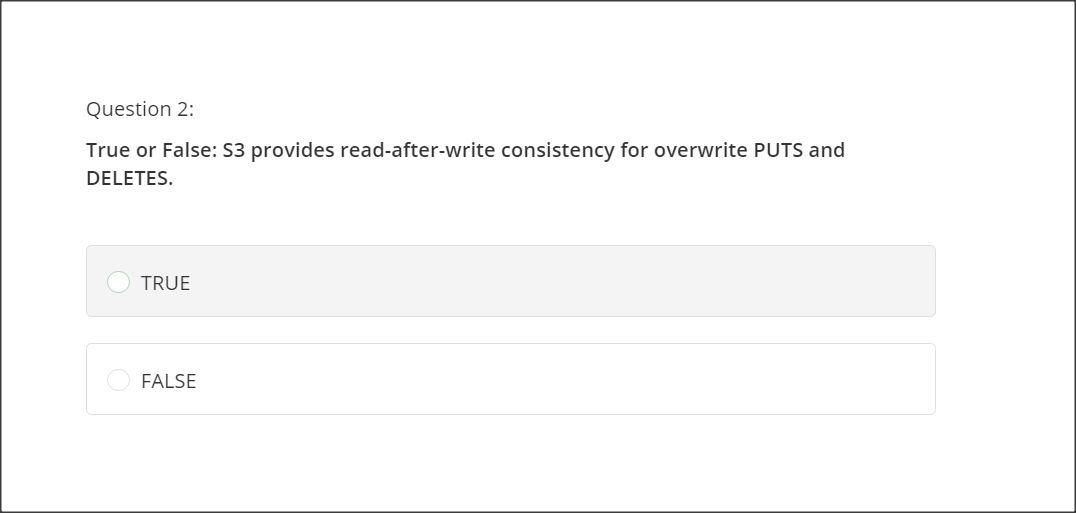 Question 2:
True or False: S3 provides read-after-write consistency for overwrite PUTS and
DELETES.
TRUE
FALSE